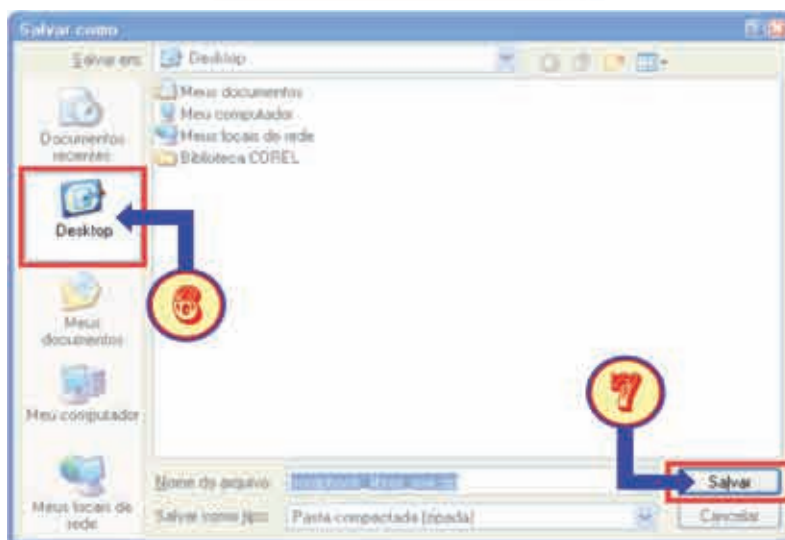 Salvar como
Salvar em:
Desktop
Meus documentos
Meu computador
Meus locais de rede
Biblioteca COREL
Documentos
recentes
Desktop
6
Meus
documentos
Meu computador
Meus locais de
rede
7
Nome do arquivo:
Salvar
Salvar como tipo:
Pasta compactada (zipada)
Cancelar